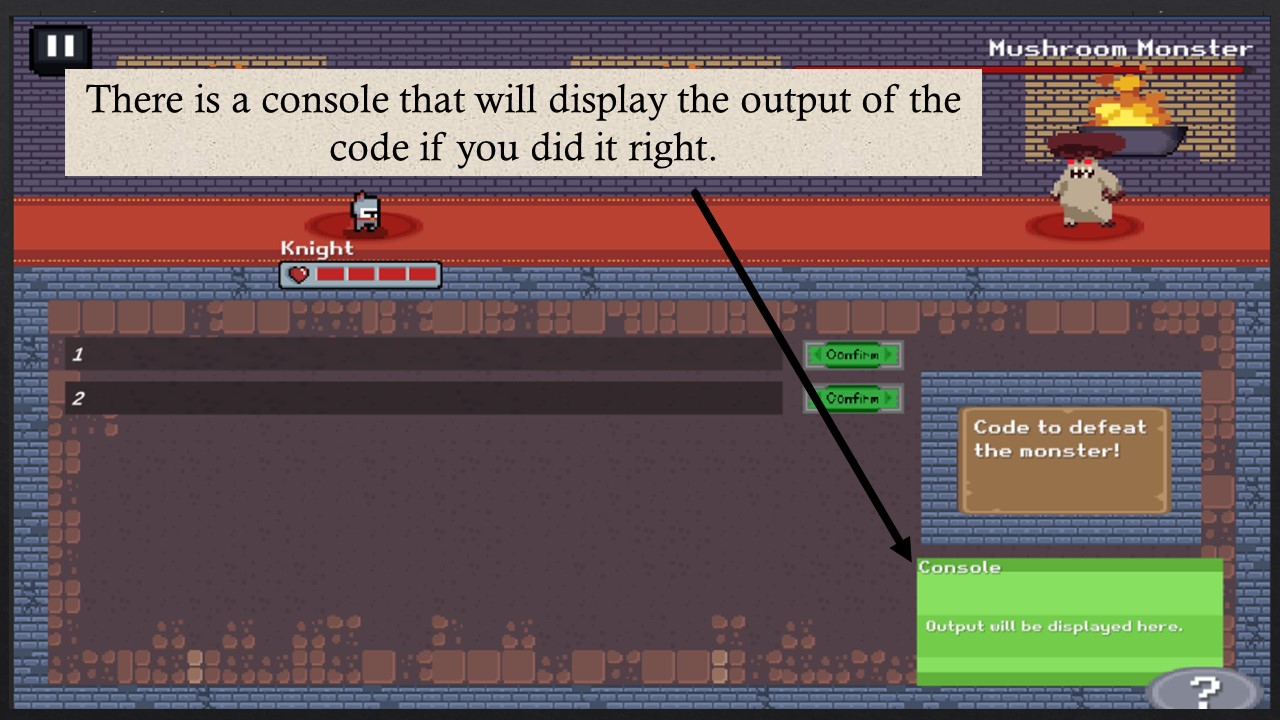 Mushroom Monster
There is a console that will display the output of the
code if you did it right.
Knight
1
Confirm
2
Confirm
Code to defeat
the monster!
Console
Output will be displayed here.
?